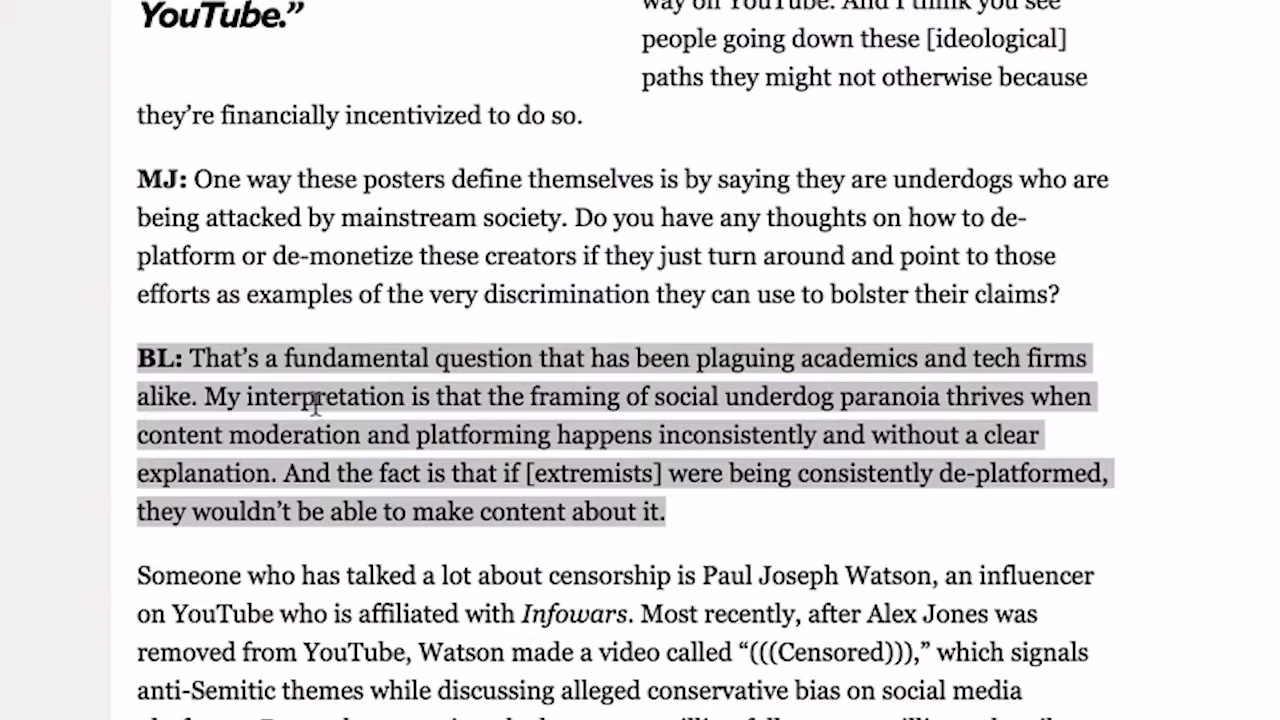 YouTube.”
way on YouTube. And I think you see
people going down these [ideological]
paths they might not otherwise because
they’re financially incentivized to do so.
MJ: One way these posters define themselves is by saying they are underdogs who are
being attacked by mainstream society. Do you have any thoughts on how to de-
platform or de-monetize these creators if they just turn around and point to those
efforts as examples of the very discrimination they can use to bolster their claims?
BL: That’s a fundamental question that has been plaguing academics and tech firms
alike. My interpretation is that the framing of social underdog paranoia thrives when
content moderation and platforming happens inconsistently and without a clear
explanation. And the fact is that if [extremists] were being consistently de-platformed,
they wouldn’t be able to make content about it.
Someone who has talked a lot about censorship is Paul Joseph Watson, an influencer
on YouTube who is affiliated with Infowars. Most recently, after Alex Jones was
removed from YouTube, Watson made a video called “(((Censored))),” which signals
anti-Semitic themes while discussing alleged conservative bias on social media